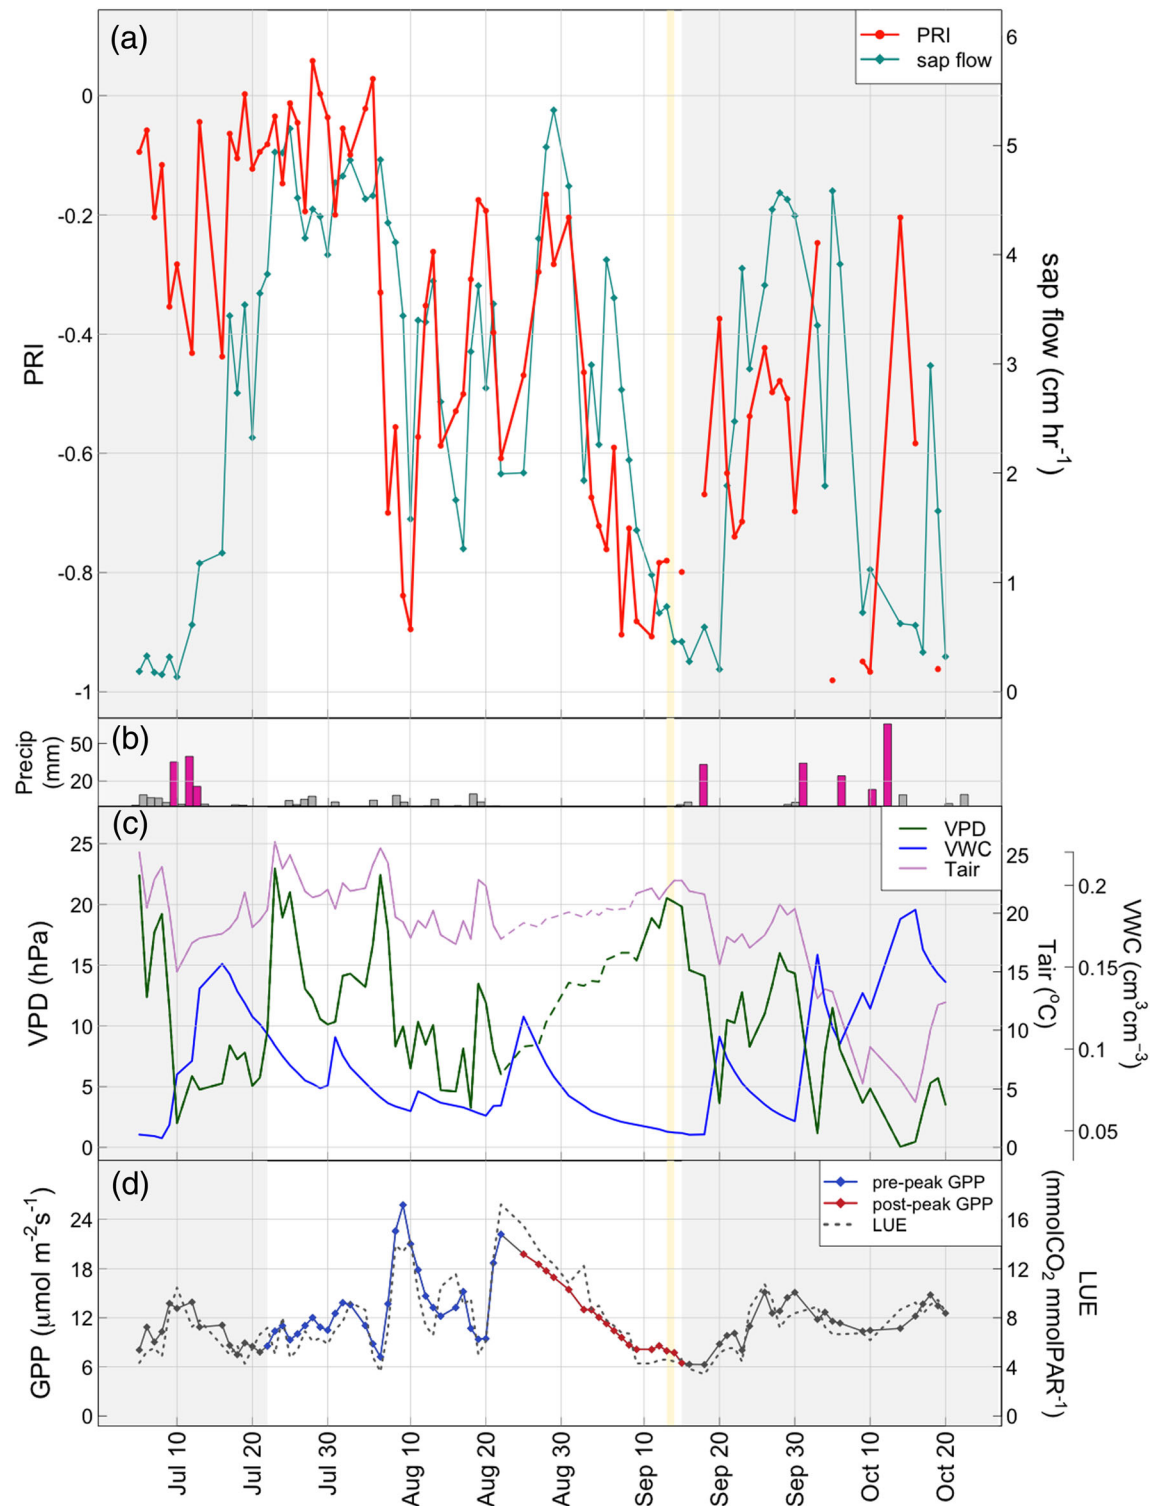 (a)
PRI
sap flow
0
-0.2
-0.4
-0.6
-0.8
-1
PRI
6
5
4
3
2
1
0
sap flow (cm hr⁻¹)
(b)
50
20
Precip
(mm)
(c)
VPD
VWC
Tair
25
20
15
10
5
0
VPD (hPa)
25
20
15
10
5
0
Tair (°C)
0.2
0.15
0.1
0.05
VWC (cm³ cm⁻³)
(d)
pre-peak GPP
post-peak GPP
LUE
24
18
12
6
0
GPP (μmol m⁻²s⁻¹)
16
12
8
4
0
LUE
(mmolCO₂ mmolPAR⁻¹)
Jul 10
Jul 20
Jul 30
Aug 10
Aug 20
Aug 30
Sep 10
Sep 20
Sep 30
Oct 10
Oct 20